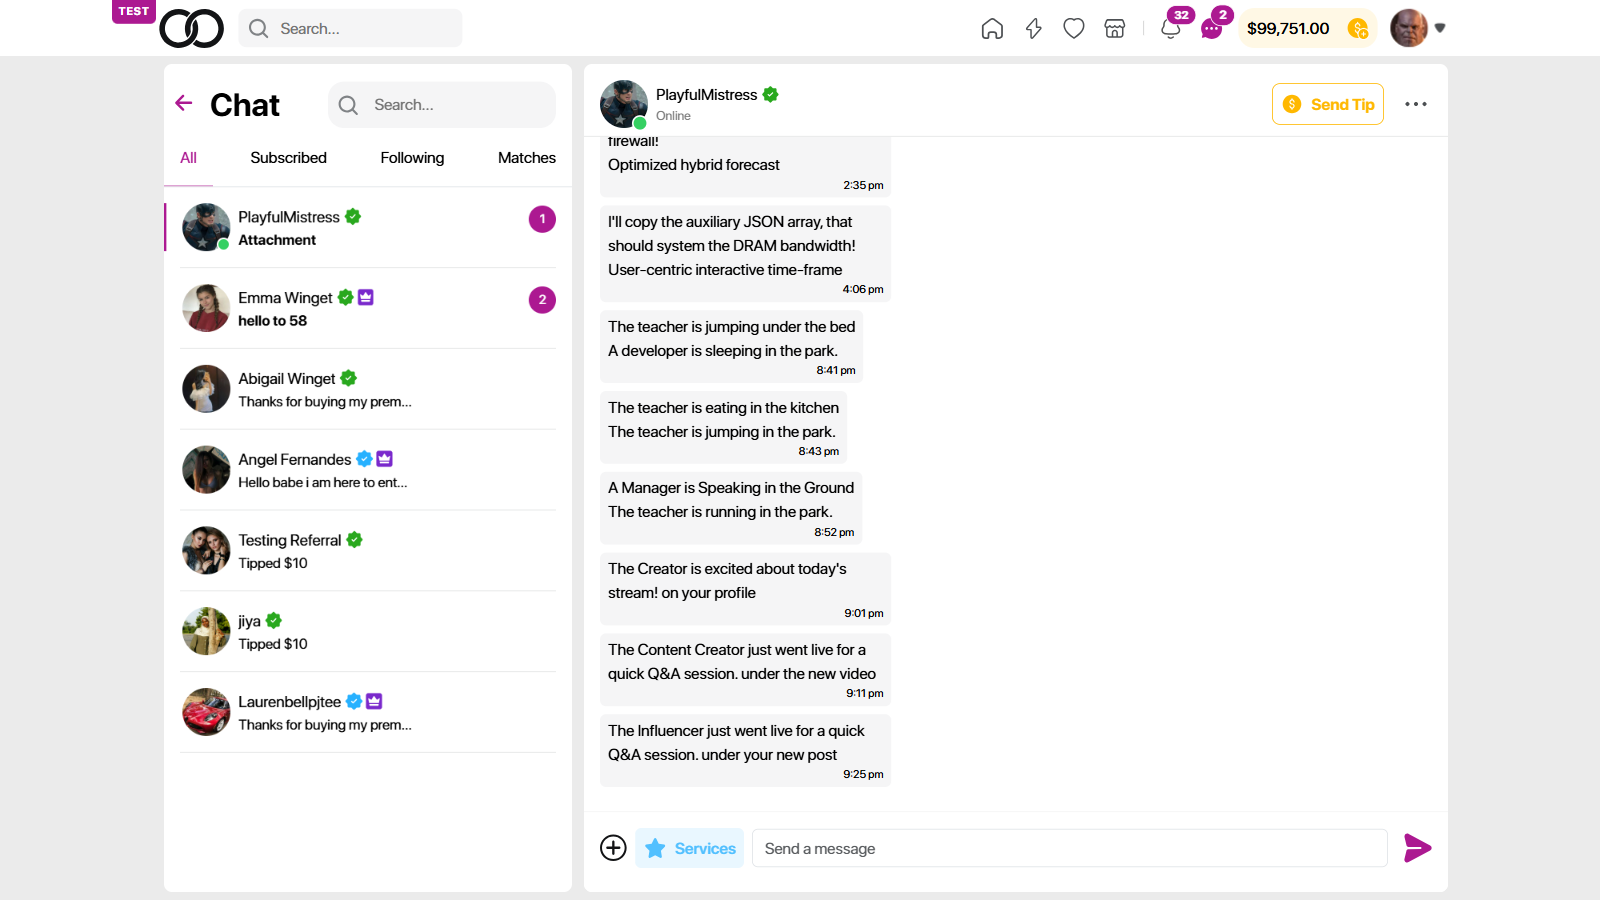 TEST
Search...
32
2
$99,751.00
Chat
Search...
All
Subscribed
Following
Matches
PlayfulMistress
Attachment
1
Emma Winget
hello to 58
2
Abigail Winget
Thanks for buying my prem...
Angel Fernandes
Hello babe i am here to ent...
Testing Referral
Tipped $10
jiya
Tipped $10
Laurenbellpjtee
Thanks for buying my prem...
PlayfulMistress
Online
Send Tip
firewall!
Optimized hybrid forecast
2:35 pm
I'll copy the auxiliary JSON array, that
should system the DRAM bandwidth!
User-centric interactive time-frame
4:06 pm
The teacher is jumping under the bed
A developer is sleeping in the park.
8:41 pm
The teacher is eating in the kitchen
The teacher is jumping in the park.
8:43 pm
A Manager is Speaking in the Ground
The teacher is running in the park.
8:52 pm
The Creator is excited about today's
stream! on your profile
9:01 pm
The Content Creator just went live for a
quick Q&A session. under the new video
9:11 pm
The Influencer just went live for a quick
Q&A session. under your new post
9:25 pm
Services
Send a message